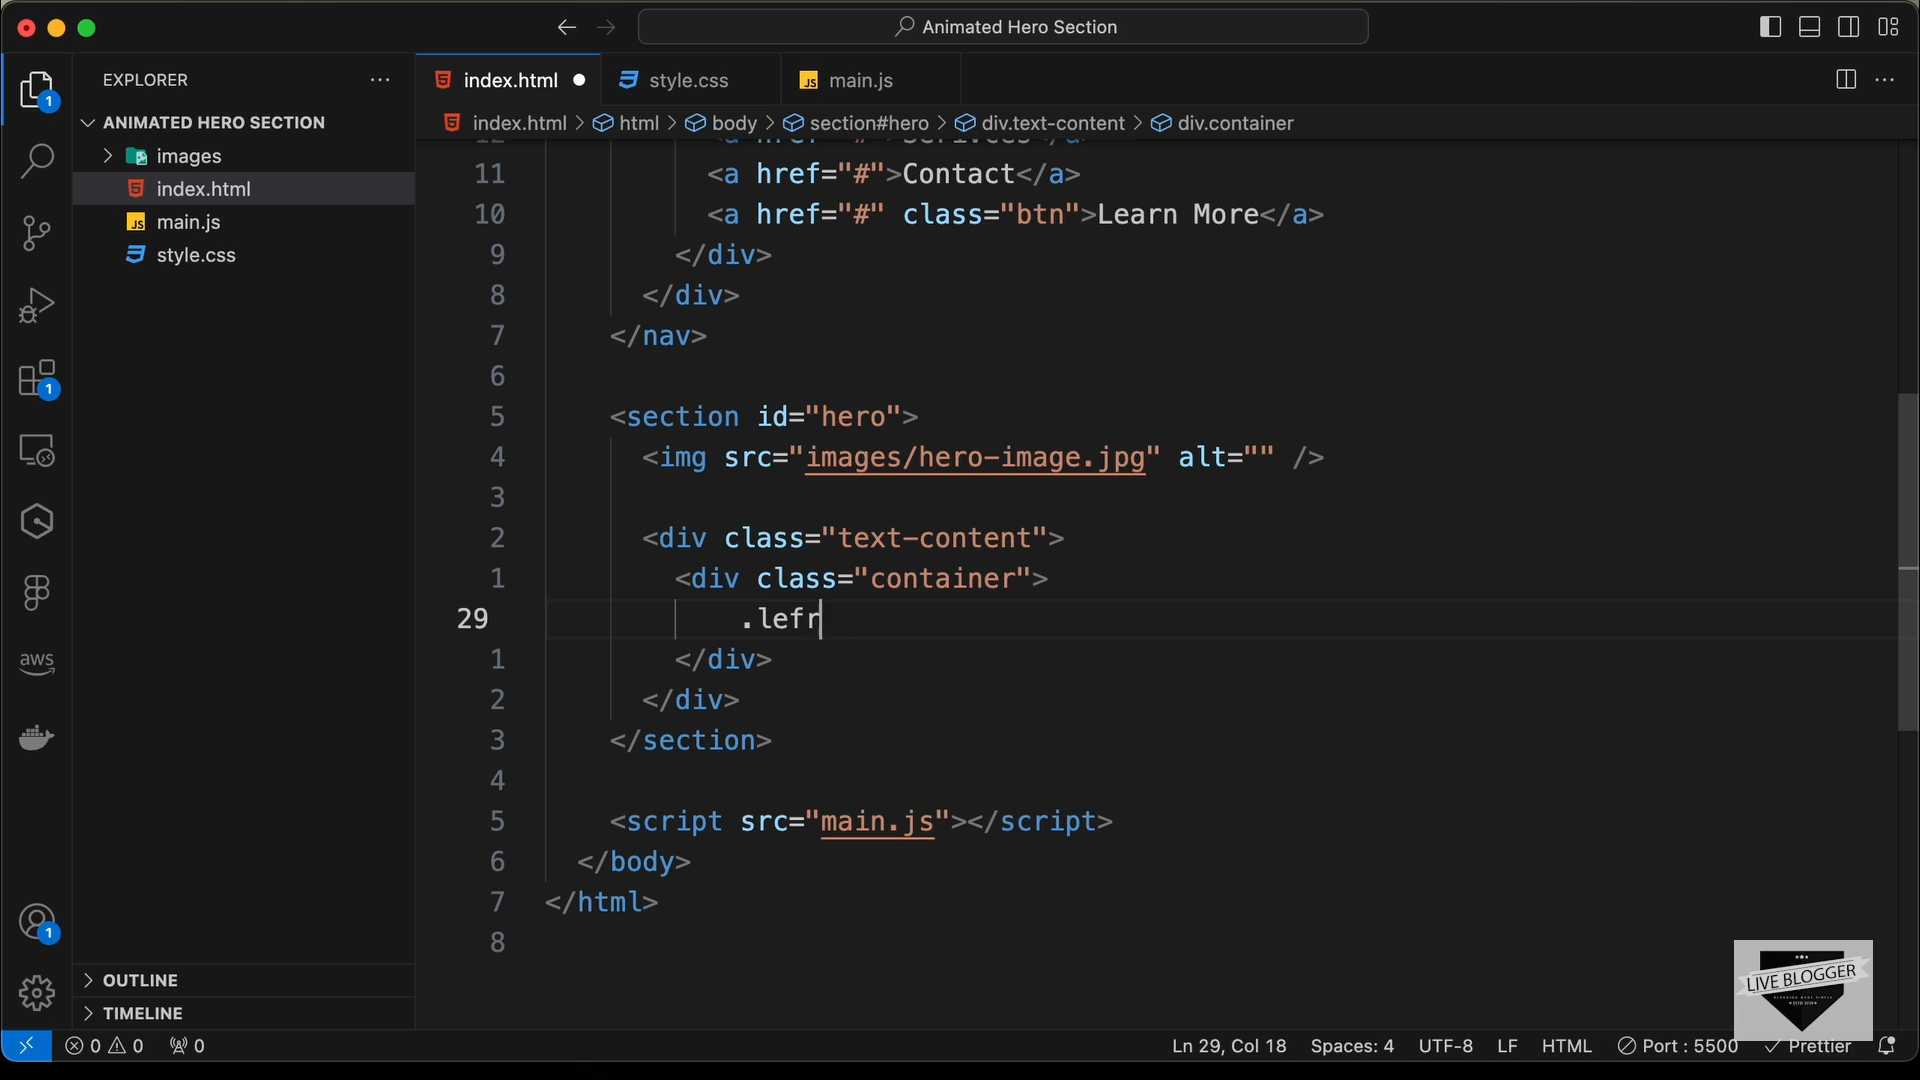 Animated Hero Section
EXPLORER
ANIMATED HERO SECTION
images
index.html
main.js
style.css
OUTLINE
TIMELINE
index.html
style.css
main.js
index.html > html > body > section#hero > div.text-content > div.container
11 <a href="#">Contact</a>
10 <a href="#" class="btn">Learn More</a>
9 </div>
8 </div>
7 </nav>
6
5 <section id="hero">
4 <img src="images/hero-image.jpg" alt="" />
3
2 <div class="text-content">
1 <div class="container">
29 .lefr
1 </div>
2 </div>
3 </section>
4
5 <script src="main.js"></script>
6 </body>
7 </html>
8
aws
1
1
1
LIVE BLOGGER
0 0 0
Ln 29, Col 18 Spaces: 4 UTF-8 LF HTML Port : 5500 Prettier